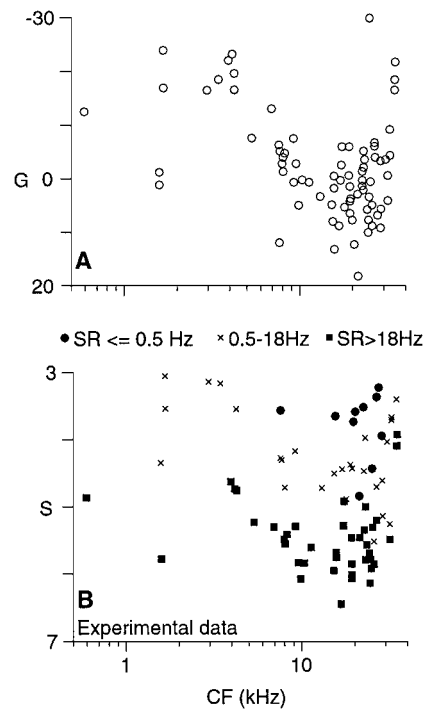 -30
G 0
A
20
● SR <= 0.5 Hz × 0.5-18Hz ■ SR>18Hz
3
S 5
B
7 Experimental data
1 10
CF (kHz)